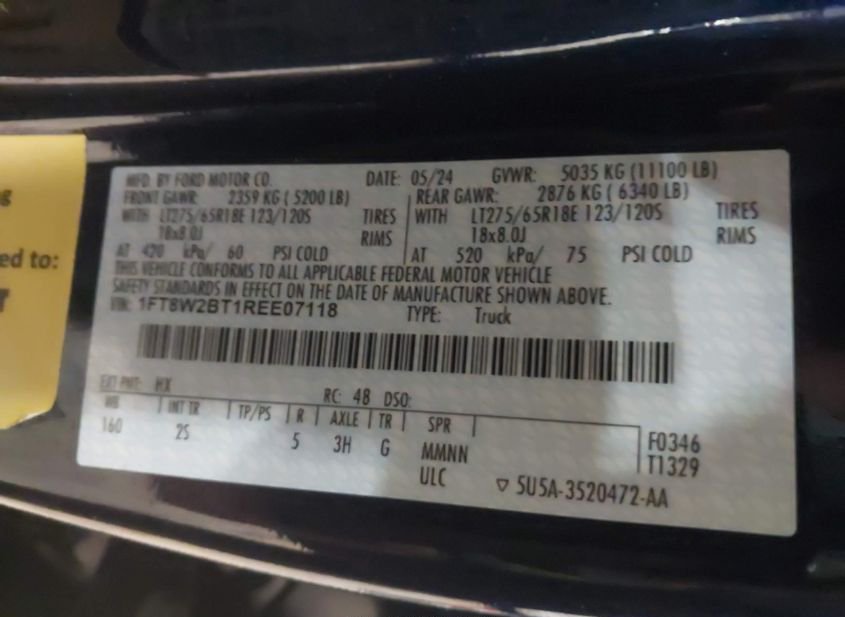 ed to:
MFD. BY FORD MOTOR CO. DATE: 05/24 GVWR: 5035 KG (11100 LB)
FRONT GAWR: 2359 KG ( 5200 LB) REAR GAWR: 2876 KG ( 6340 LB)
WITH LT275/65R18E 123/120S TIRES WITH LT275/65R18E 123/120S TIRES
18x8.0J RIMS 18x8.0J RIMS
AT 420 kPa/ 60 PSI COLD AT 520 kPa/ 75 PSI COLD
THIS VEHICLE CONFORMS TO ALL APPLICABLE FEDERAL MOTOR VEHICLE
SAFETY STANDARDS IN EFFECT ON THE DATE OF MANUFACTURE SHOWN ABOVE.
VIN: 1FT8W2BT1REE07118 TYPE: Truck
EXT PNT: HX RC: 48 DSO:
WB INT TR TP/PS R AXLE TR SPR
160 2S 5 3H G MMNN F0346
ULC T1329
▽ 5U5A-3520472-AA